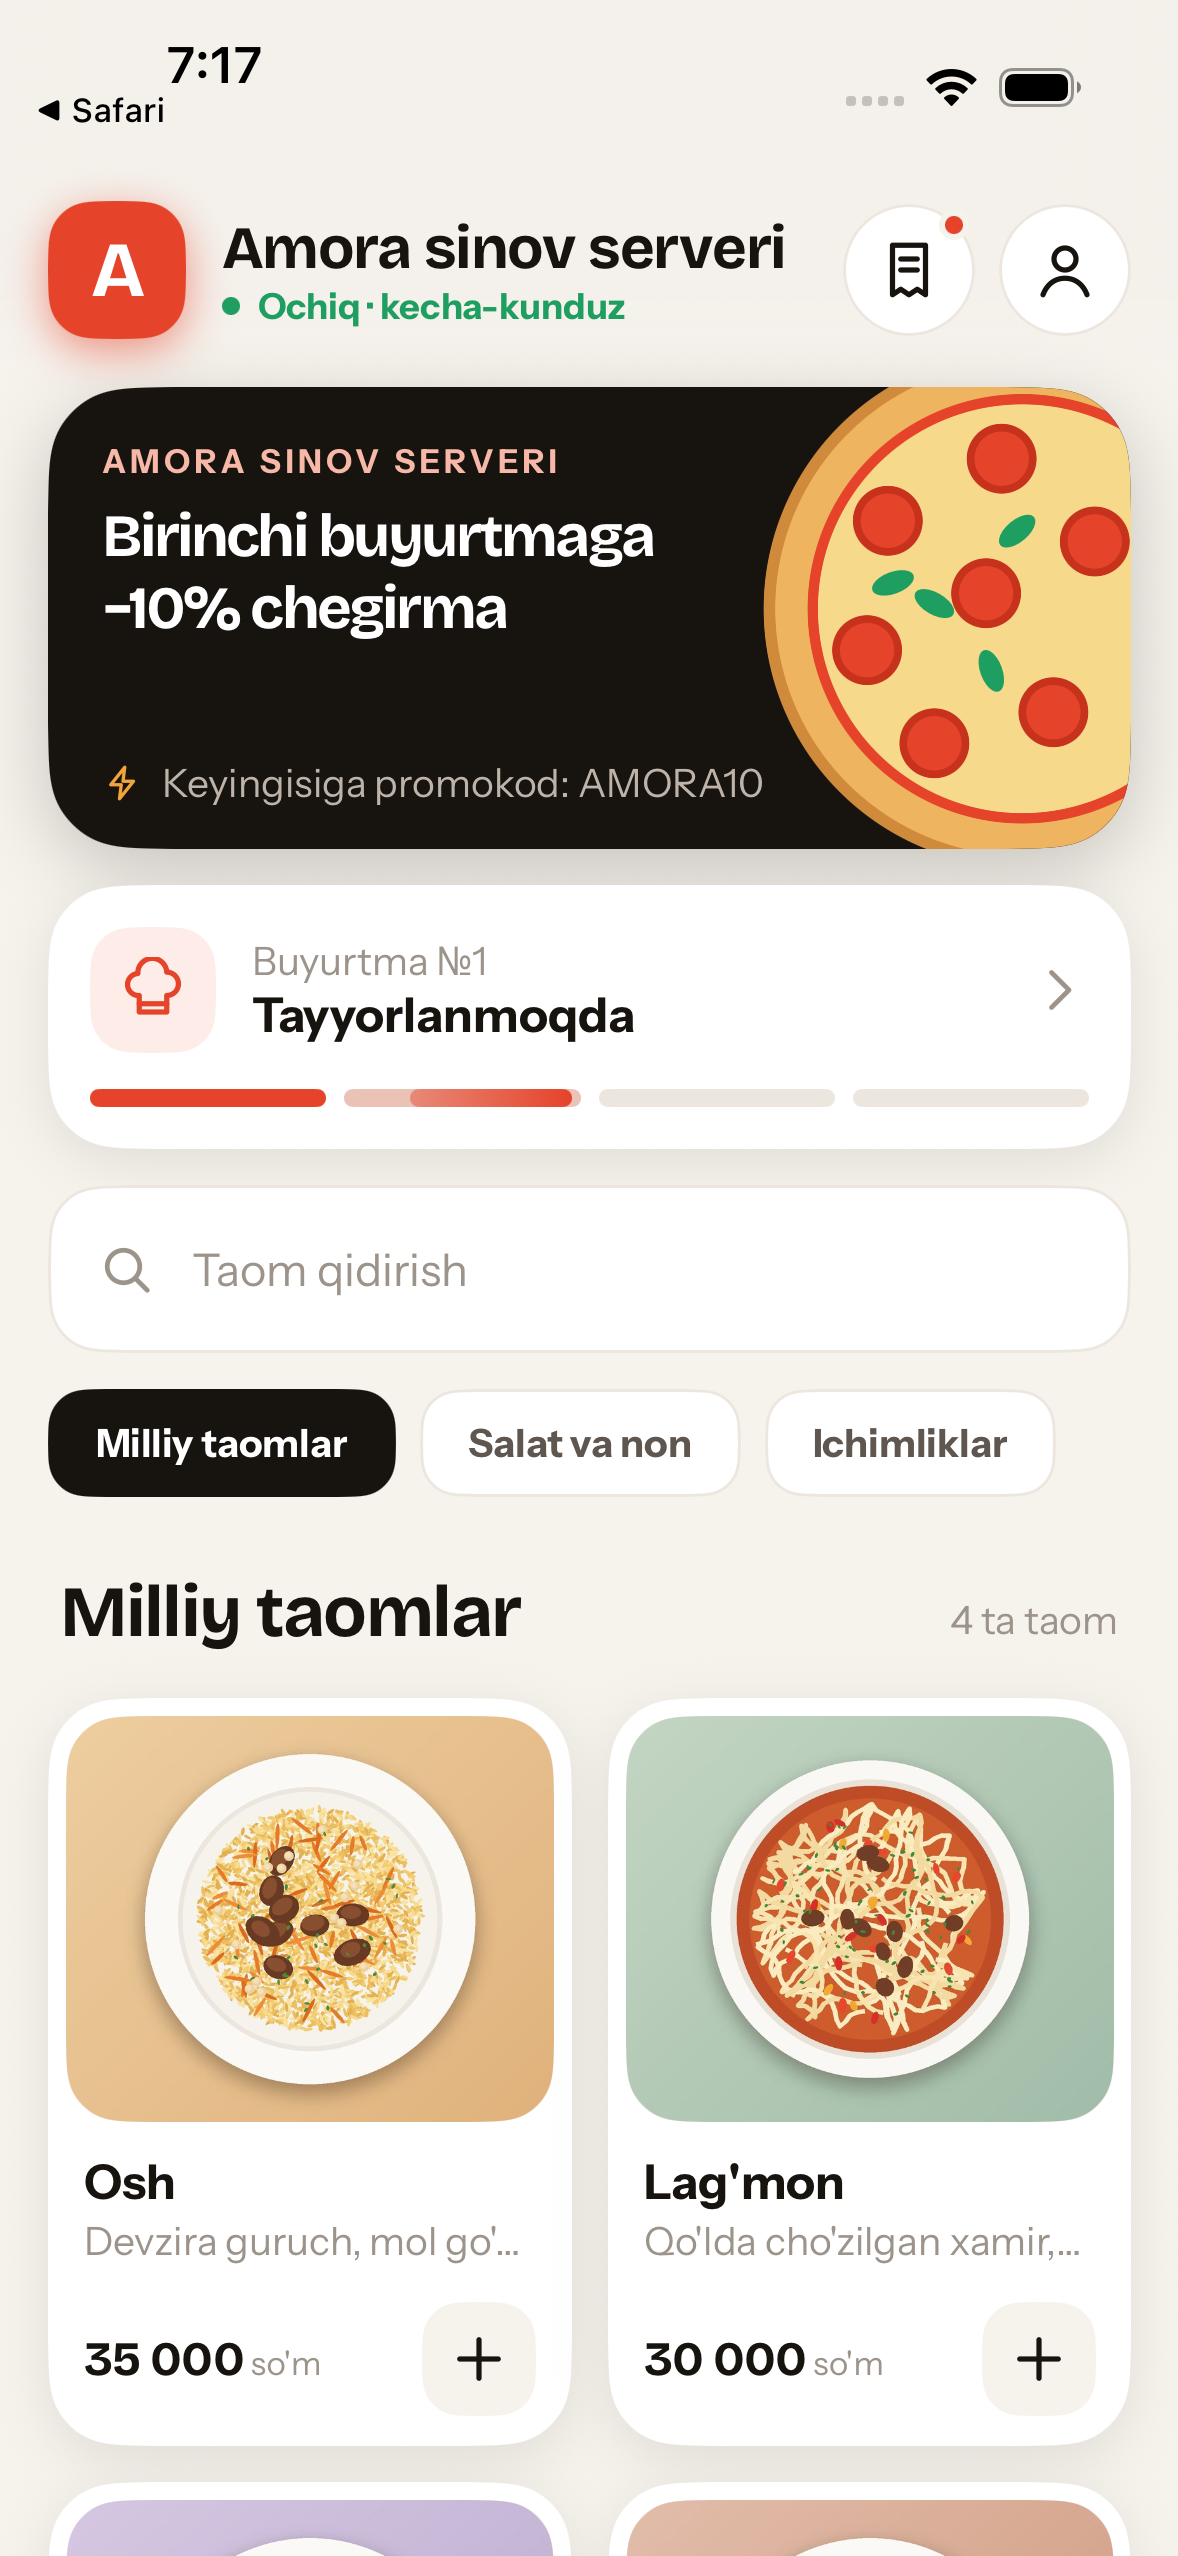 7:17
Safari
A
Amora sinov serveri
Ochiq · kecha-kunduz
AMORA SINOV SERVERI
Birinchi buyurtmaga
−10% chegirma
Keyingisiga promokod: AMORA10
Buyurtma №1
Tayyorlanmoqda
Taom qidirish
Milliy taomlar
Salat va non
Ichimliklar
Milliy taomlar
4 ta taom
Osh
Devzira guruch, mol go'...
35 000 so'm
Lag'mon
Qo'lda cho'zilgan xamir,...
30 000 so'm